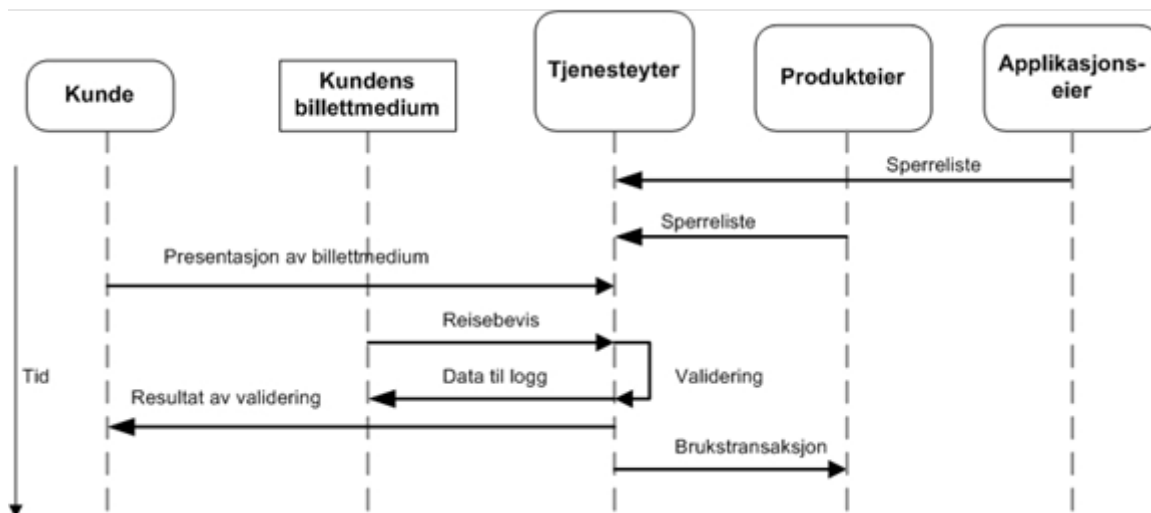 Kunde
Kundens
billettmedium
Tjenesteyter
Produkteier
Applikasjons-
eier
Sperreliste
Sperreliste
Presentasjon av billettmedium
Reisebevis
Tid
Data til logg
Validering
Resultat av validering
Brukstransaksjon